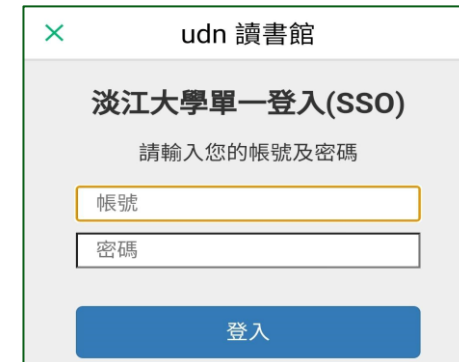 udn 讀書館
淡江大學單一登入(SSO)
請輸入您的帳號及密碼
帳號
密碼
登入